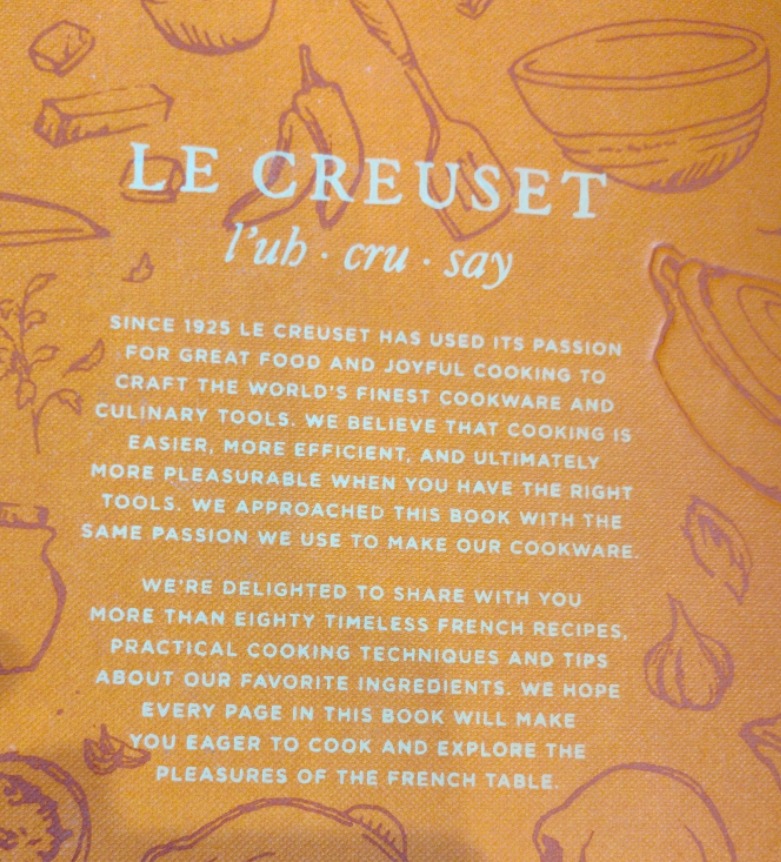 LE CREUSET
l'uh · cru · say
SINCE 1925 LE CREUSET HAS USED ITS PASSION
FOR GREAT FOOD AND JOYFUL COOKING TO
CRAFT THE WORLD'S FINEST COOKWARE AND
CULINARY TOOLS. WE BELIEVE THAT COOKING IS
EASIER, MORE EFFICIENT, AND ULTIMATELY
MORE PLEASURABLE WHEN YOU HAVE THE RIGHT
TOOLS. WE APPROACHED THIS BOOK WITH THE
SAME PASSION WE USE TO MAKE OUR COOKWARE.
WE'RE DELIGHTED TO SHARE WITH YOU
MORE THAN EIGHTY TIMELESS FRENCH RECIPES,
PRACTICAL COOKING TECHNIQUES AND TIPS
ABOUT OUR FAVORITE INGREDIENTS. WE HOPE
EVERY PAGE IN THIS BOOK WILL MAKE
YOU EAGER TO COOK AND EXPLORE THE
PLEASURES OF THE FRENCH TABLE.